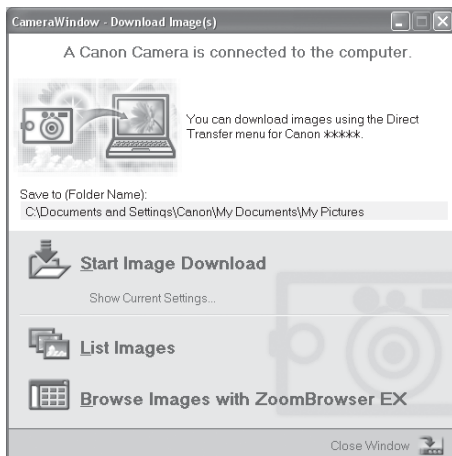 CameraWindow - Download Image(s)
A Canon Camera is connected to the computer.
You can download images using the Direct
Transfer menu for Canon *****.
Save to (Folder Name):
C:\Documents and Settings\Canon\My Documents\My Pictures
Start Image Download
Show Current Settings...
List Images
Browse Images with ZoomBrowser EX
Close Window